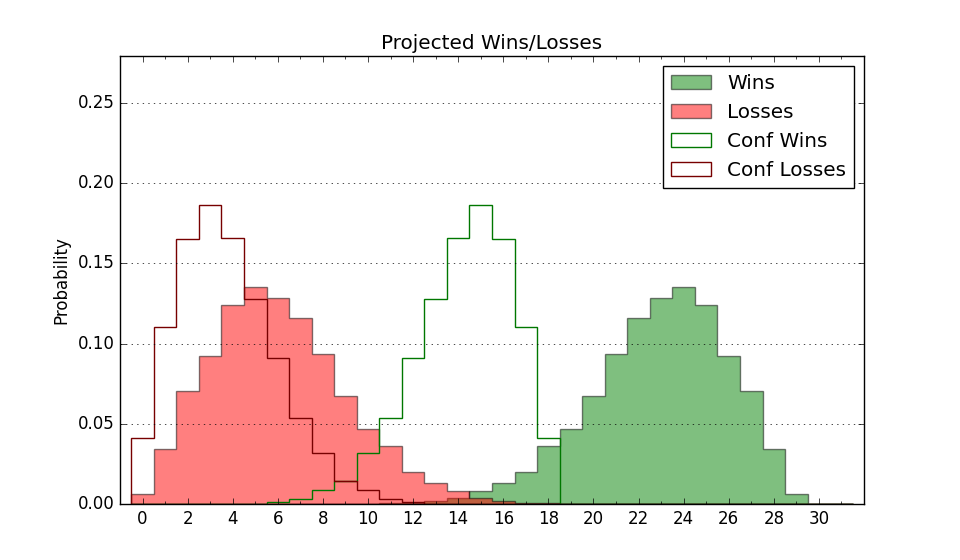 Projected Wins/Losses
Probability
0.25
0.20
0.15
0.10
0.05
0.00
0 2 4 6 8 10 12 14 16 18 20 22 24 26 28 30
Wins
Losses
Conf Wins
Conf Losses